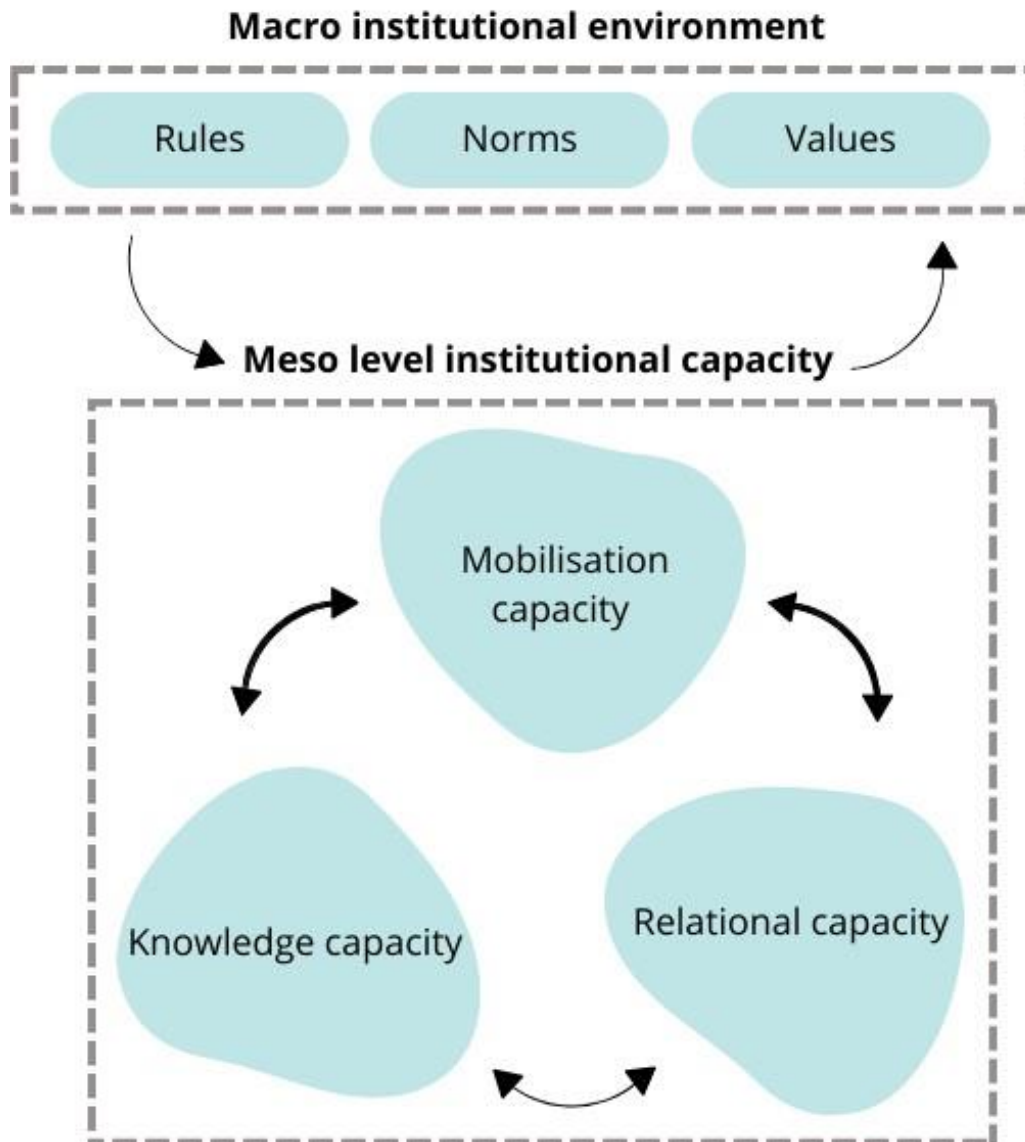 Macro institutional environment
Rules
Norms
Values
Meso level institutional capacity
Mobilisation
capacity
Knowledge capacity
Relational capacity